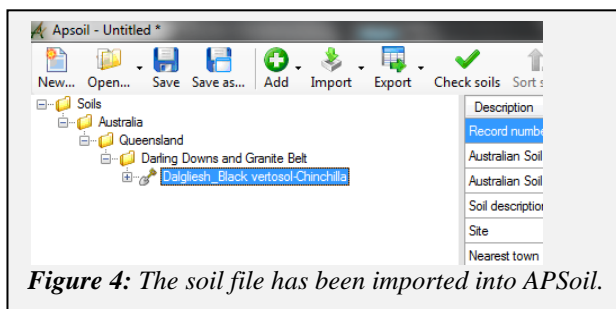 Apsoil - Untitled *
New... Open... Save Save as... Add Import Export Check soils Sort
Soils
Australia
Queensland
Darling Downs and Granite Belt
Dalgliesh_Black vertosol-Chinchilla
Description
Record
Australian Soil
Australian Soil
Soil
Site
Nearest town
Figure 4: The soil file has been imported into APSoil.